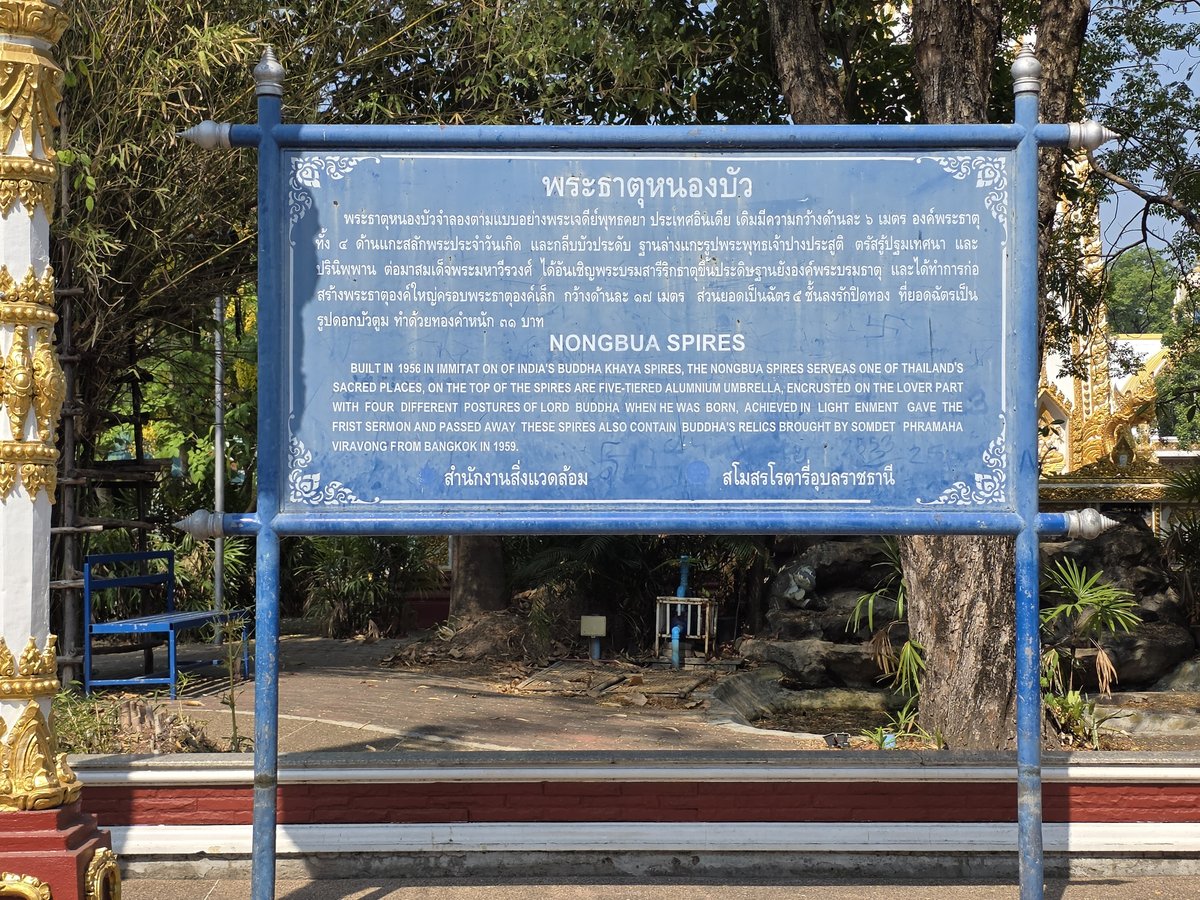 พระธาตุหนองบัว
พระธาตุหนองบัวจำลองตามแบบอย่างพระเจดีย์พุทธคยา ประเทศอินเดีย เดิมมีความกว้างด้านละ ๖ เมตร องค์พระธาตุ
ทั้ง ๔ ด้านแกะสลักพระประจำวันเกิด และกลีบบัวประดับ ฐานล่างแกะรูปพระพุทธเจ้าปางประสูติ ตรัสรู้ปฐมเทศนา และ
ปรินิพพาน ต่อมาสมเด็จพระมหาวีรวงศ์ ได้อันเชิญพระบรมสารีริกธาตุขึ้นประดิษฐานยังองค์พระบรมธาตุ และได้ทำการก่อ
สร้างพระธาตุองค์ใหญ่ครอบพระธาตุองค์เล็ก กว้างด้านละ ๑๗ เมตร ส่วนยอดเป็นฉัตร ๕ ชั้นลงรักปิดทอง ที่ยอดฉัตรเป็น
รูปดอกบัวตูม ทำด้วยทองคำหนัก ๓๑ บาท
NONGBUA SPIRES
BUILT IN 1956 IN IMMITAT ON OF INDIA'S BUDDHA KHAYA SPIRES, THE NONGBUA SPIRES SERVEAS ONE OF THAILAND'S
SACRED PLACES, ON THE TOP OF THE SPIRES ARE FIVE-TIERED ALUMNIUM UMBRELLA, ENCRUSTED ON THE LOVER PART
WITH FOUR DIFFERENT POSTURES OF LORD BUDDHA WHEN HE WAS BORN, ACHIEVED IN LIGHT ENMENT GAVE THE
FRIST SERMON AND PASSED AWAY THESE SPIRES ALSO CONTAIN BUDDHA'S RELICS BROUGHT BY SOMDET PHRAMAHA
VIRAVONG FROM BANGKOK IN 1959.
สำนักงานสิ่งแวดล้อม สโมสรโรตารี่อุบลราชธานี